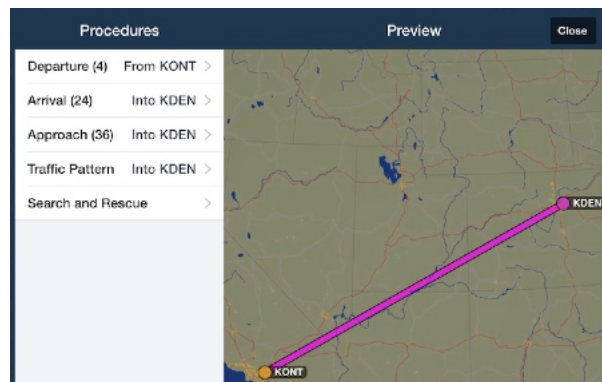 Procedures
Preview
Close
Departure (4) From KONT
Arrival (24) Into KDEN
Approach (36) Into KDEN
Traffic Pattern Into KDEN
Search and Rescue
KDEN
KONT